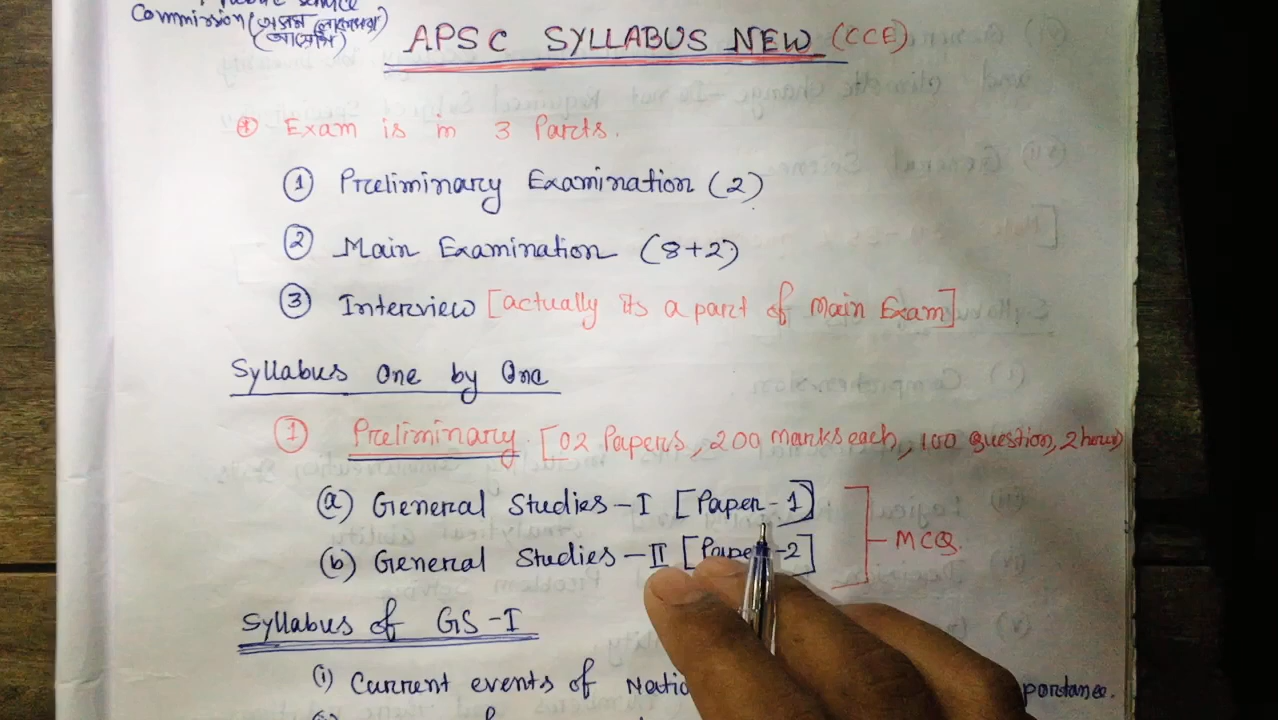 Public Service
Commission (অসম লোকসেৱা
(আয়োগ)
APSC SYLLABUS NEW (CCE)
Exam is in 3 Parts.
① Preliminary Examination (2)
② Main Examination (8+2)
③ Interview [actually its a part of Main Exam]
Syllabus One by One
① Preliminary [02 Papers, 200 marks each, 100 question, 2 hours)
(a) General Studies-I [Paper-1]
(b) General Studies-II [Paper-2]
MCQ.
Syllabus of GS-I
(i) Current events of